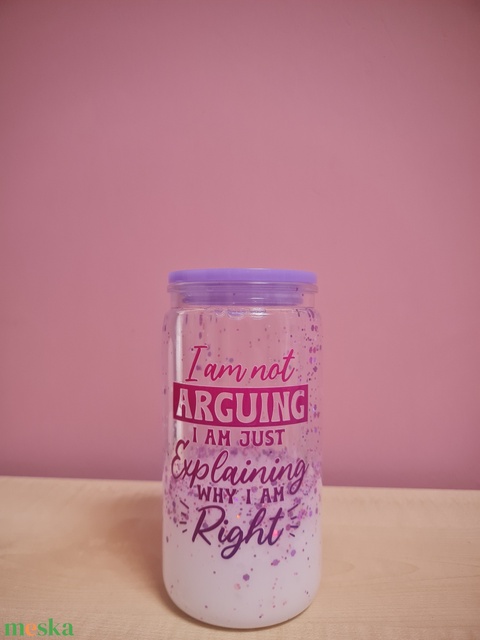 I am not
ARGUING
I AM JUST
Explaining
WHY I AM
Right
meska